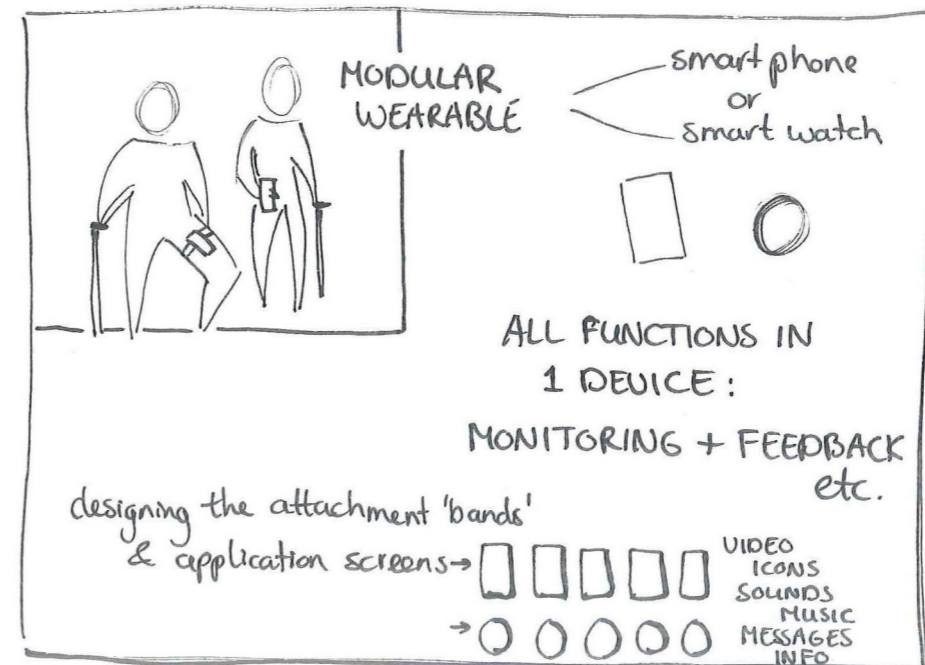 MODULAR
WEARABLE
smart phone
or
smart watch
ALL FUNCTIONS IN
1 DEVICE:
MONITORING + FEEDBACK
etc.
designing the attachment 'bands'
& application screens →
→
VIDEO
ICONS
SOUNDS
MUSIC
MESSAGES
INFO